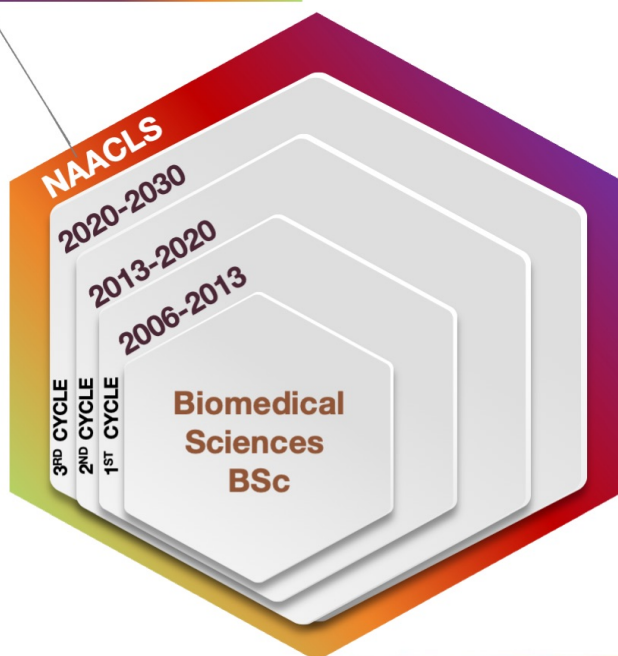 NAACLS
2020-2030
2013-2020
2006-2013
3RD CYCLE
2ND CYCLE
1ST CYCLE
Biomedical
Sciences
BSc